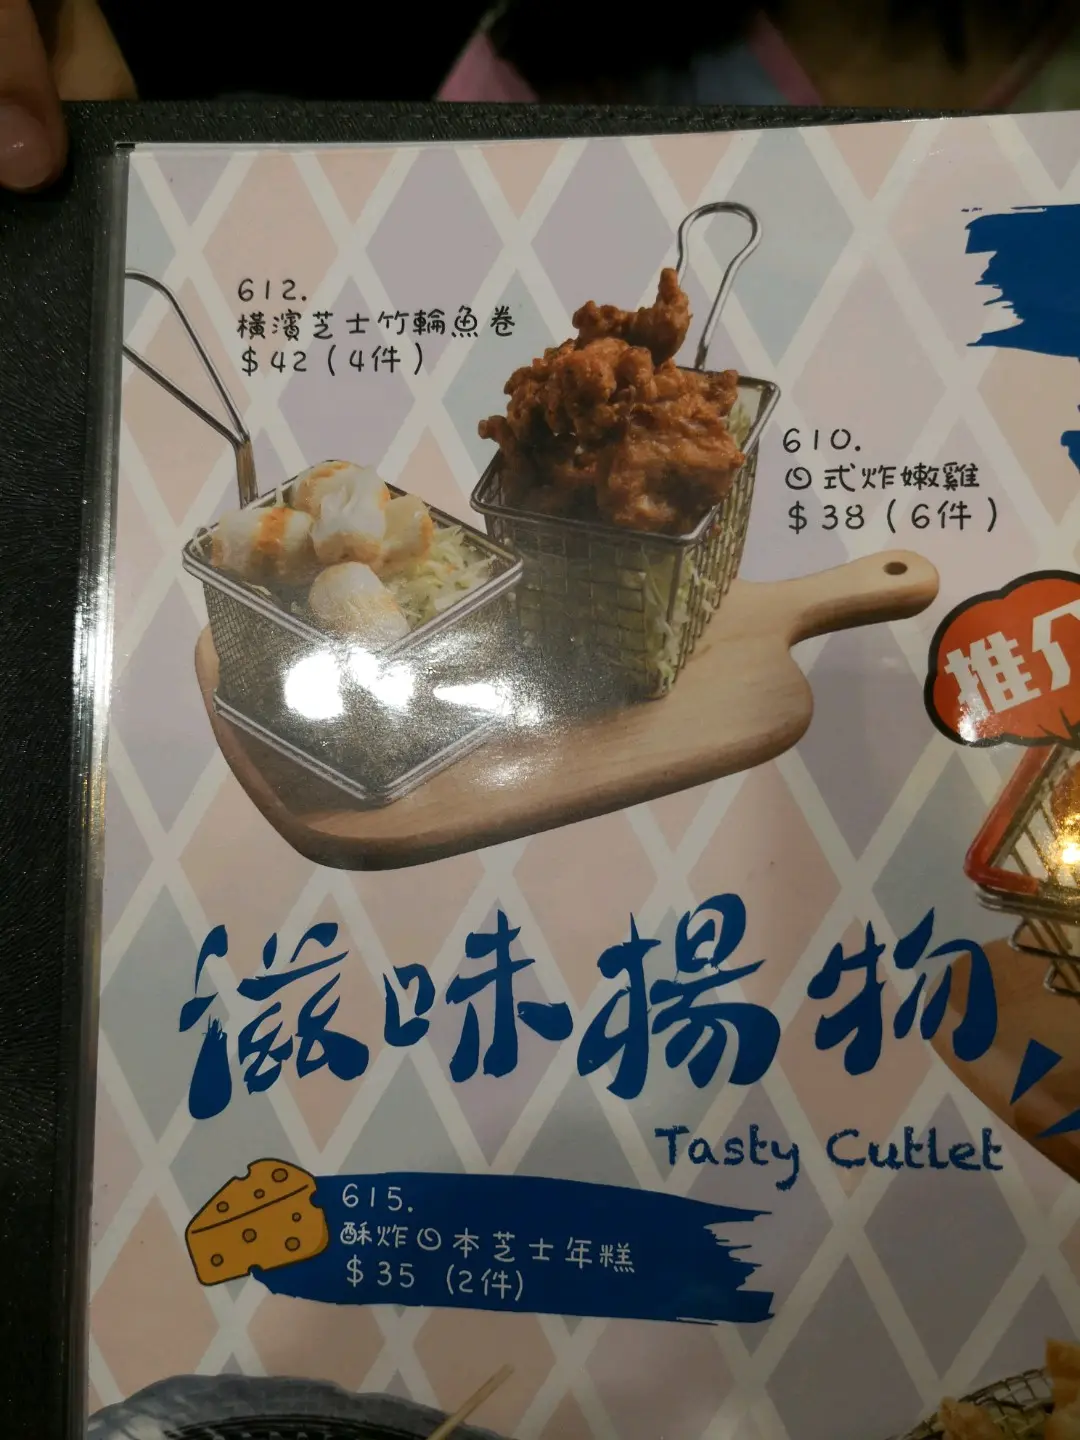 612.
橫濱芝士竹輪魚卷
$42(4件)
610.
日式炸嫩雞
$38(6件)
推介
滋味揚物
Tasty Cutlet
615.
酥炸日本芝士年糕
$35 (2件)